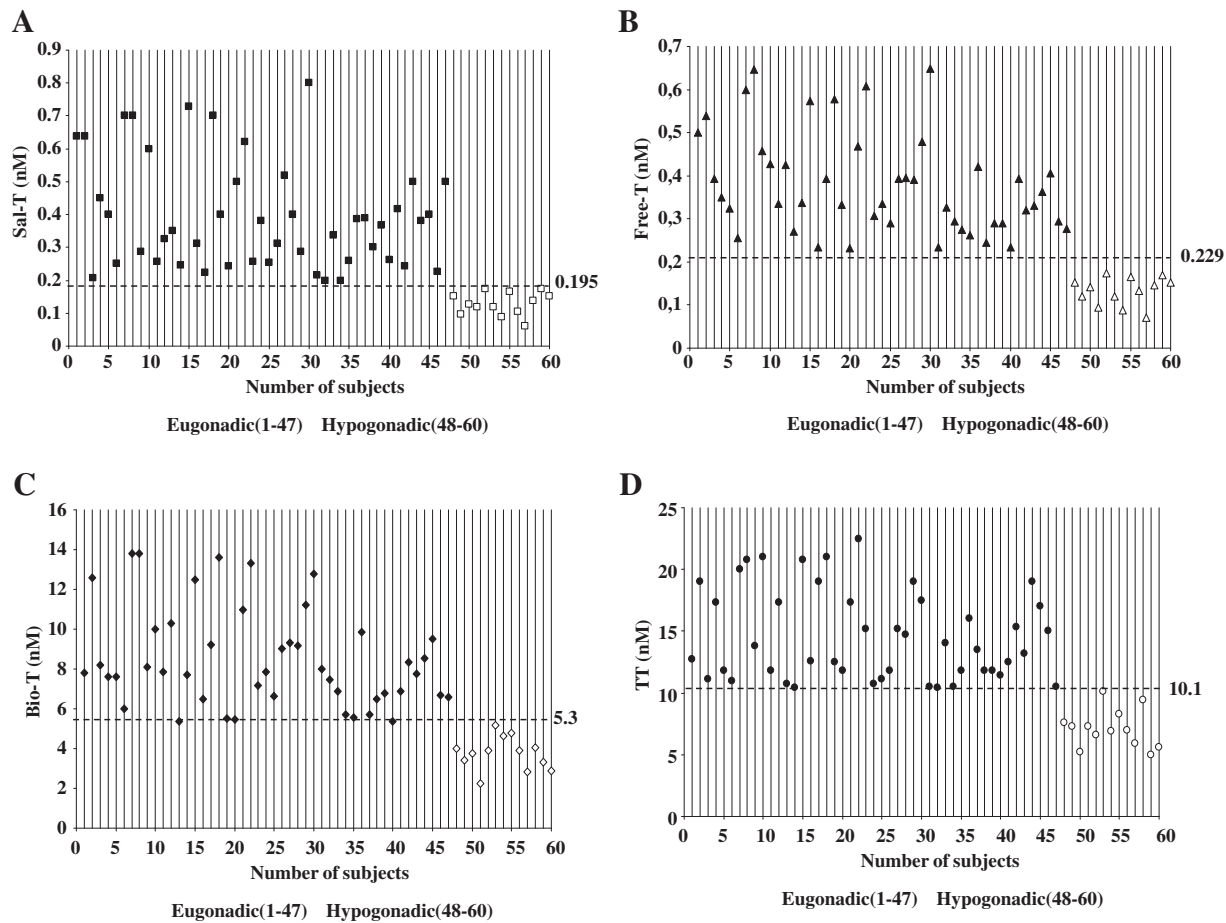 A
0.9
0.8
0.7
0.6
0.5
0.4
0.3
0.2
0.1
0
Sal-T (nM)
0.195
0 5 10 15 20 25 30 35 40 45 50 55 60
Number of subjects
Eugonadic(1-47) Hypogonadic(48-60)
B
0,7
0,6
0,5
0,4
0,3
0,2
0,1
0
Free-T (nM)
0.229
0 5 10 15 20 25 30 35 40 45 50 55 60
Number of subjects
Eugonadic(1-47) Hypogonadic(48-60)
C
16
14
12
10
8
6
4
2
0
Bio-T (nM)
5.3
0 5 10 15 20 25 30 35 40 45 50 55 60
Number of subjects
Eugonadic(1-47) Hypogonadic(48-60)
D
25
20
15
10
5
0
TT (nM)
10.1
0 5 10 15 20 25 30 35 40 45 50 55 60
Number of subjects
Eugonadic(1-47) Hypogonadic(48-60)